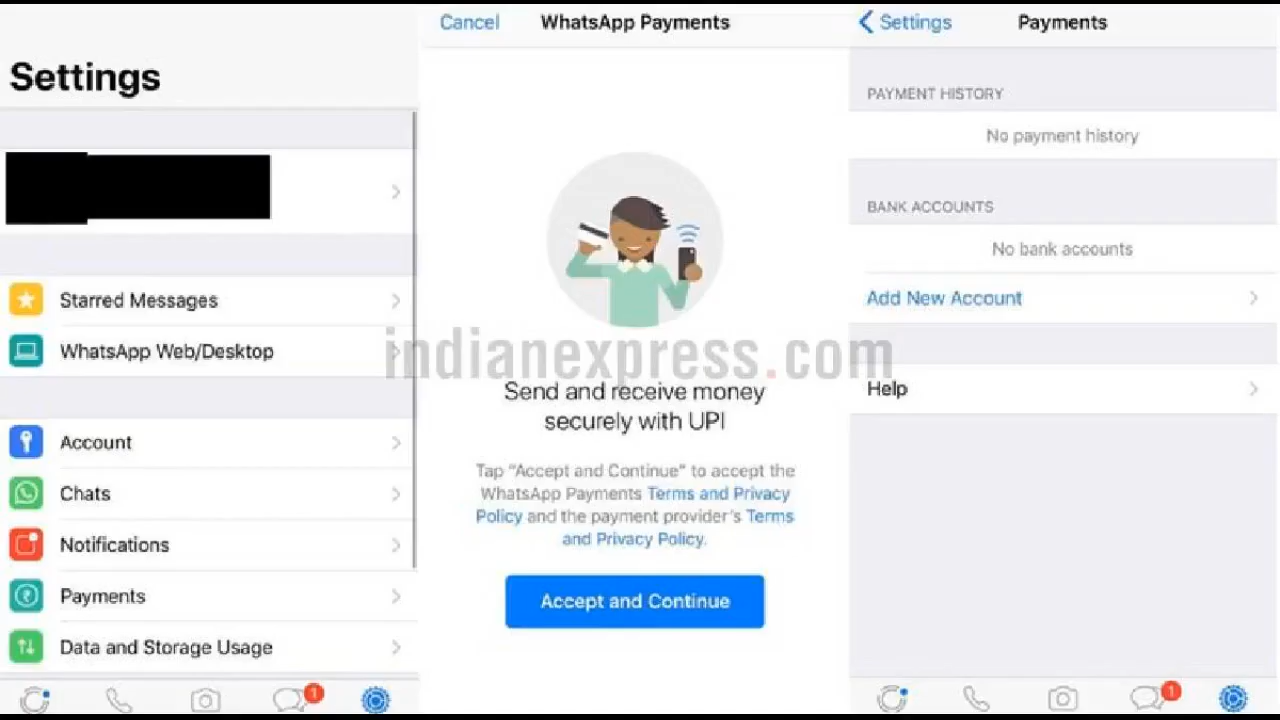 Settings
Starred Messages
WhatsApp Web/Desktop
Account
Chats
Notifications
Payments
Data and Storage Usage
1
Cancel
WhatsApp Payments
indianexpress.com
Send and receive money
securely with UPI
Tap “Accept and Continue” to accept the
WhatsApp Payments Terms and Privacy
Policy and the payment provider’s Terms
and Privacy Policy.
Accept and Continue
Settings
Payments
PAYMENT HISTORY
No payment history
BANK ACCOUNTS
No bank accounts
Add New Account
Help
1